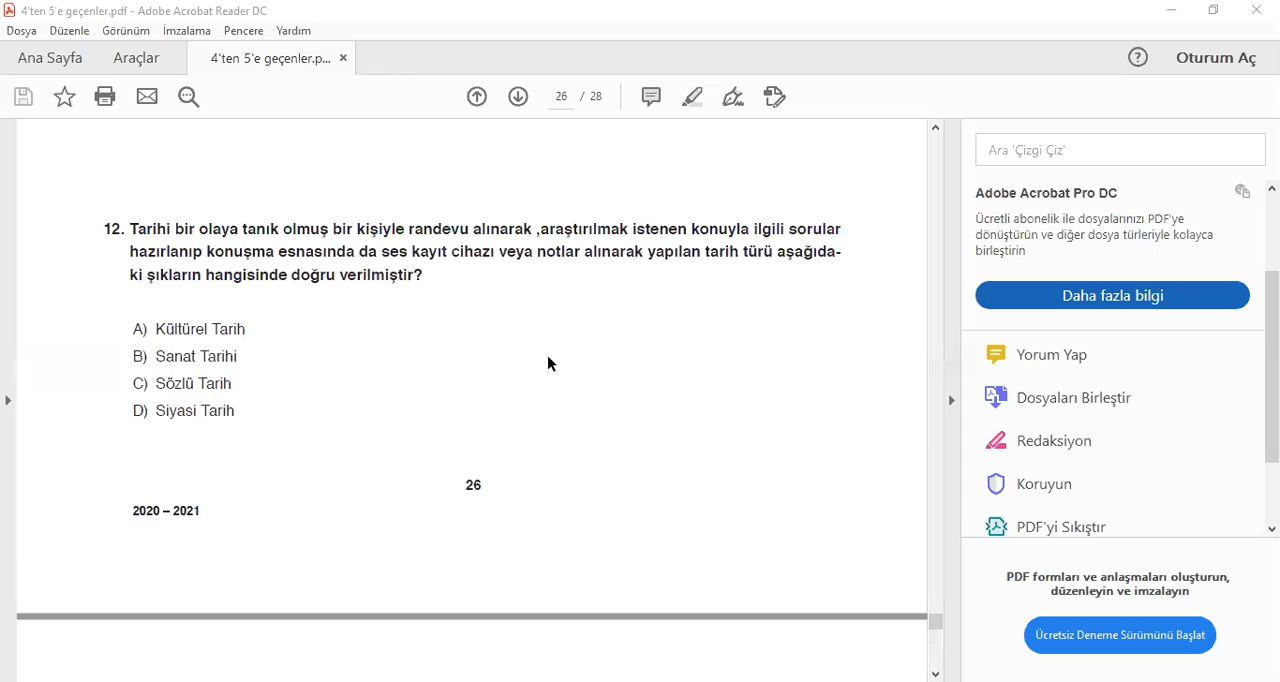 4'ten 5'e geçenler.pdf - Adobe Acrobat Reader DC
Dosya Düzenle Görünüm İmzalama Pencere Yardım
Ana Sayfa Araçlar 4'ten 5'e geçenler.p... × ? Oturum Aç
26 / 28
Ara 'Çizgi Çiz'
Adobe Acrobat Pro DC
Ücretli abonelik ile dosyalarınızı PDF'ye
dönüştürün ve diğer dosya türleriyle kolayca
birleştirin
Daha fazla bilgi
Yorum Yap
Dosyaları Birleştir
Redaksiyon
Koruyun
PDF'yi Sıkıştır
PDF formları ve anlaşmaları oluşturun,
düzenleyin ve imzalayın
Ücretsiz Deneme Sürümünü Başlat
12. Tarihi bir olaya tanık olmuş bir kişiyle randevu alınarak ,araştırılmak istenen konuyla ilgili sorular
hazırlanıp konuşma esnasında da ses kayıt cihazı veya notlar alınarak yapılan tarih türü aşağıda-
ki şıkların hangisinde doğru verilmiştir?
A) Kültürel Tarih
B) Sanat Tarihi
C) Sözlü Tarih
D) Siyasi Tarih
26
2020 – 2021